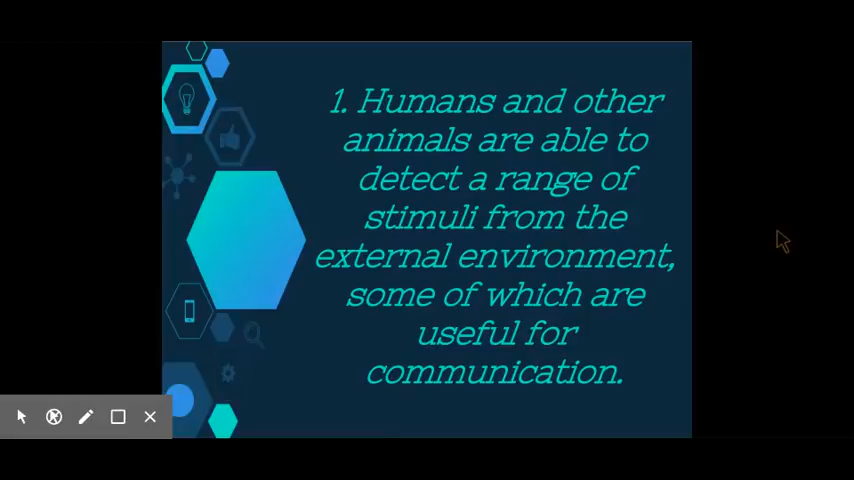 1. Humans and other
animals are able to
detect a range of
stimuli from the
external environment,
some of which are
useful for
communication.